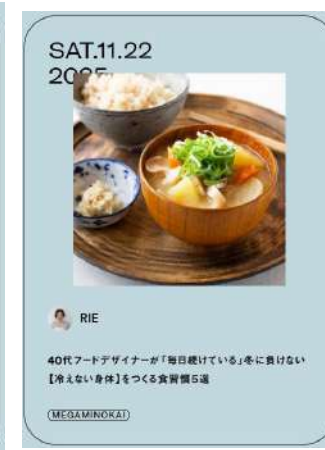 SAT.11.22
2025
RIE
40代フードデザイナーが「毎日続けている」冬に負けない
【冷えない身体】をつくる食習慣5選
(MEGAMINOKAI)